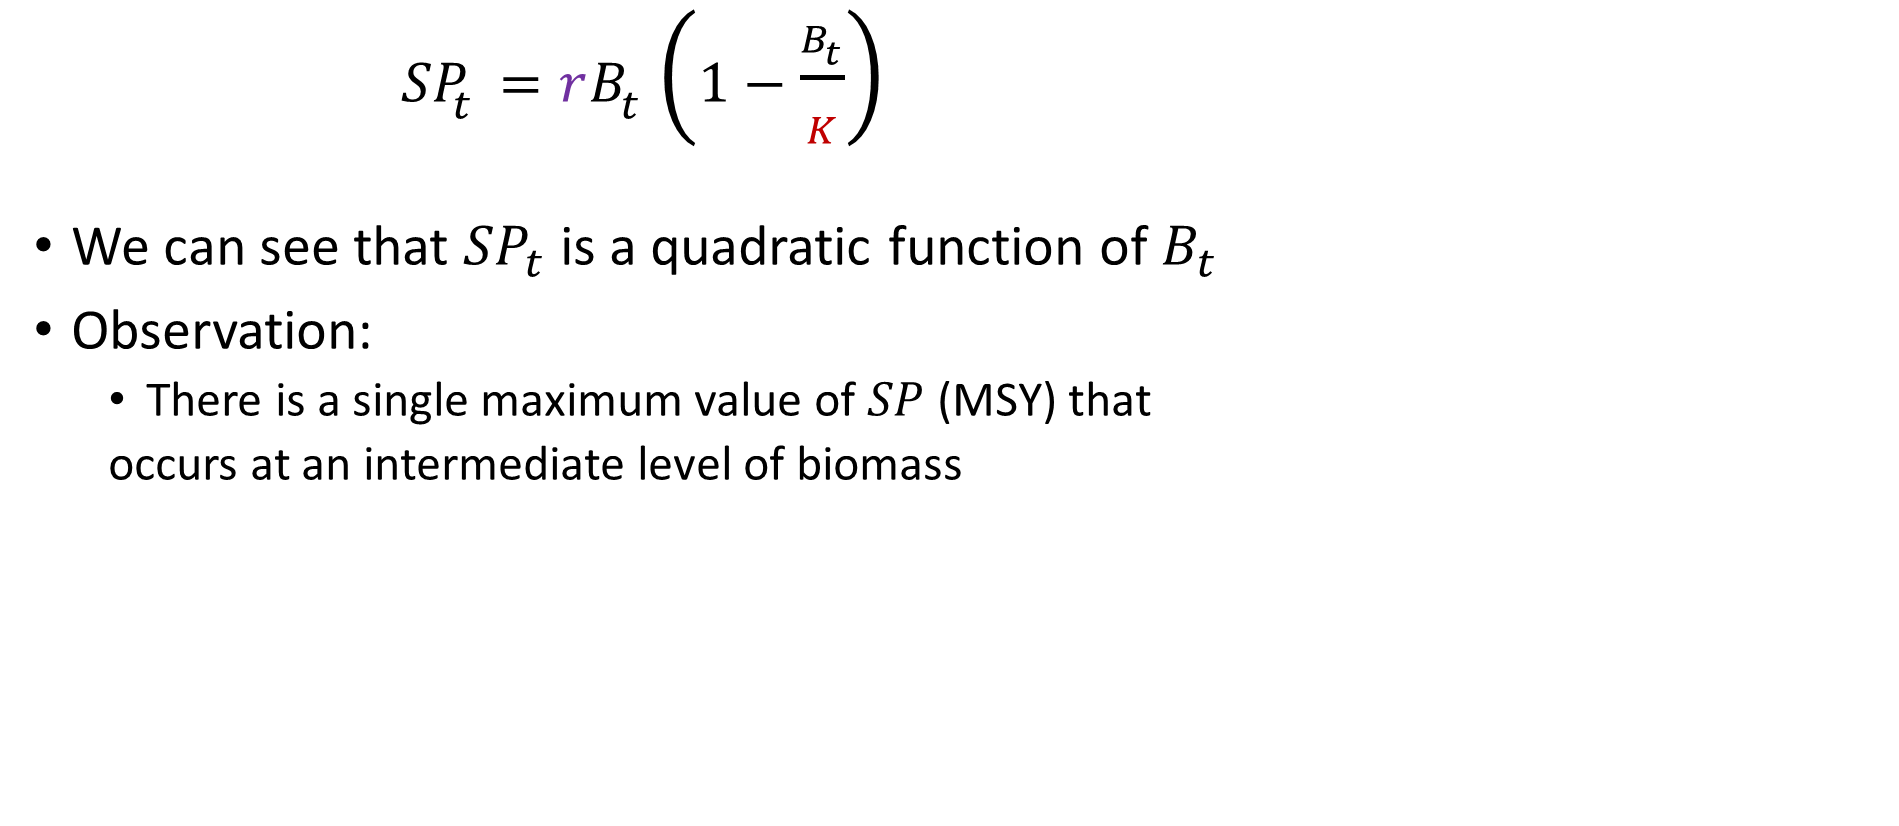 SP_t = rB_t (1 − B_t/K)
• We can see that SP_t is a quadratic function of B_t
• Observation:
• There is a single maximum value of SP (MSY) that
occurs at an intermediate level of biomass